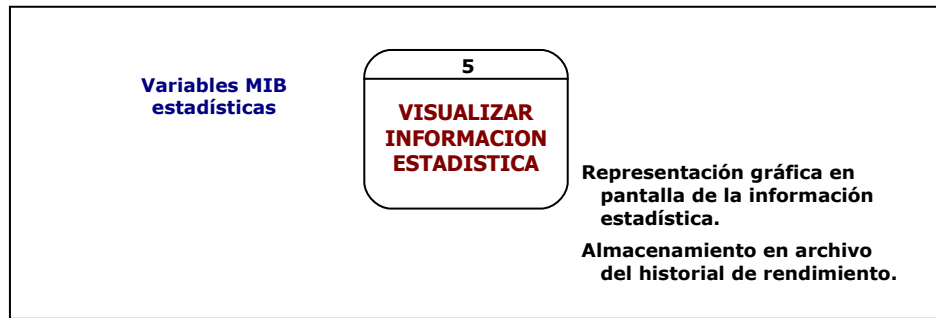 Variables MIB
estadísticas
5
VISUALIZAR
INFORMACION
ESTADISTICA
Representación gráfica en
pantalla de la información
estadística.
Almacenamiento en archivo
del historial de rendimiento.